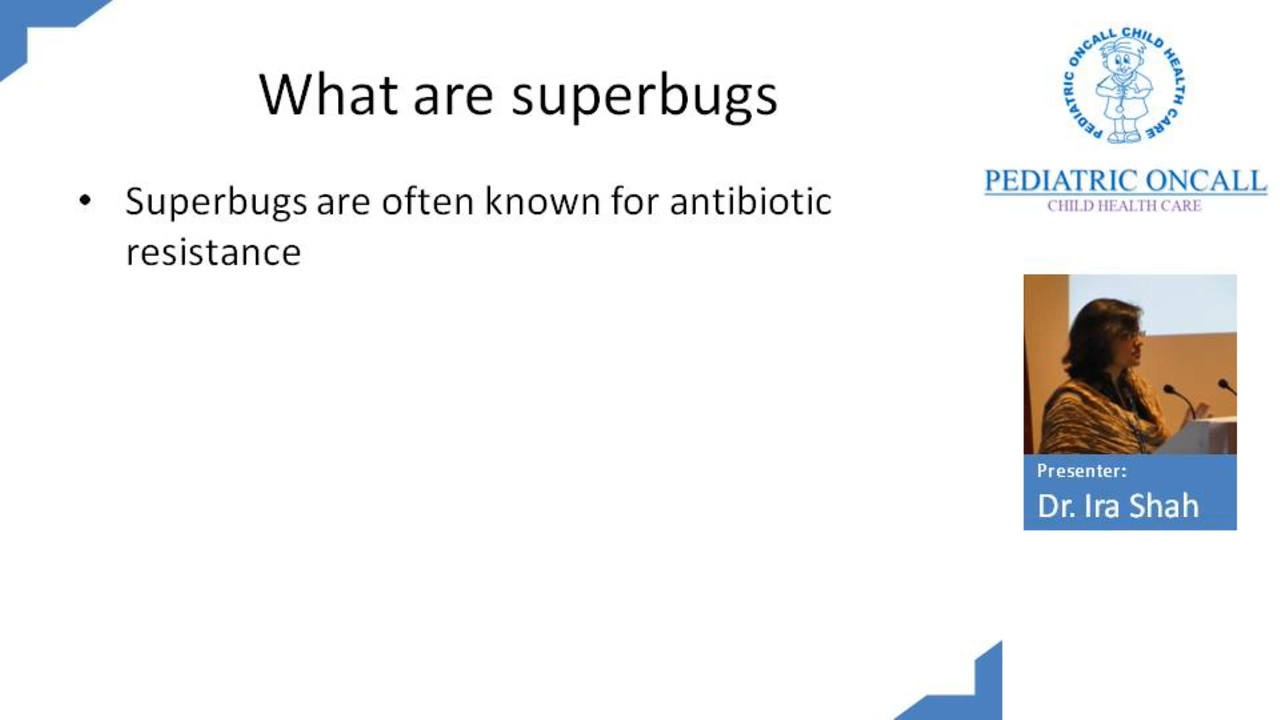 What are superbugs
• Superbugs are often known for antibiotic
resistance
PEDIATRIC ONCALL CHILD HEALTH CARE
PEDIATRIC ONCALL
CHILD HEALTH CARE
Presenter:
Dr. Ira Shah